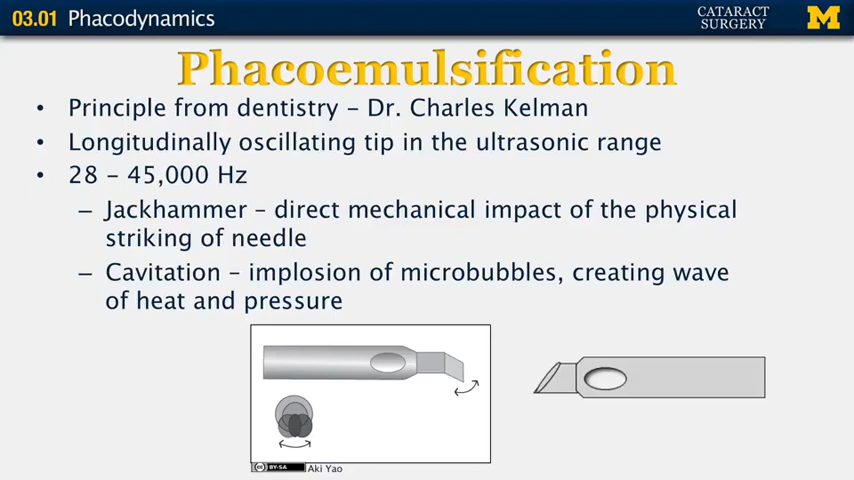 03.01 Phacodynamics
CATARACT
SURGERY
M
Phacoemulsification
• Principle from dentistry – Dr. Charles Kelman
• Longitudinally oscillating tip in the ultrasonic range
• 28 – 45,000 Hz
– Jackhammer – direct mechanical impact of the physical
striking of needle
– Cavitation – implosion of microbubbles, creating wave
of heat and pressure
cc BY-SA Aki Yao